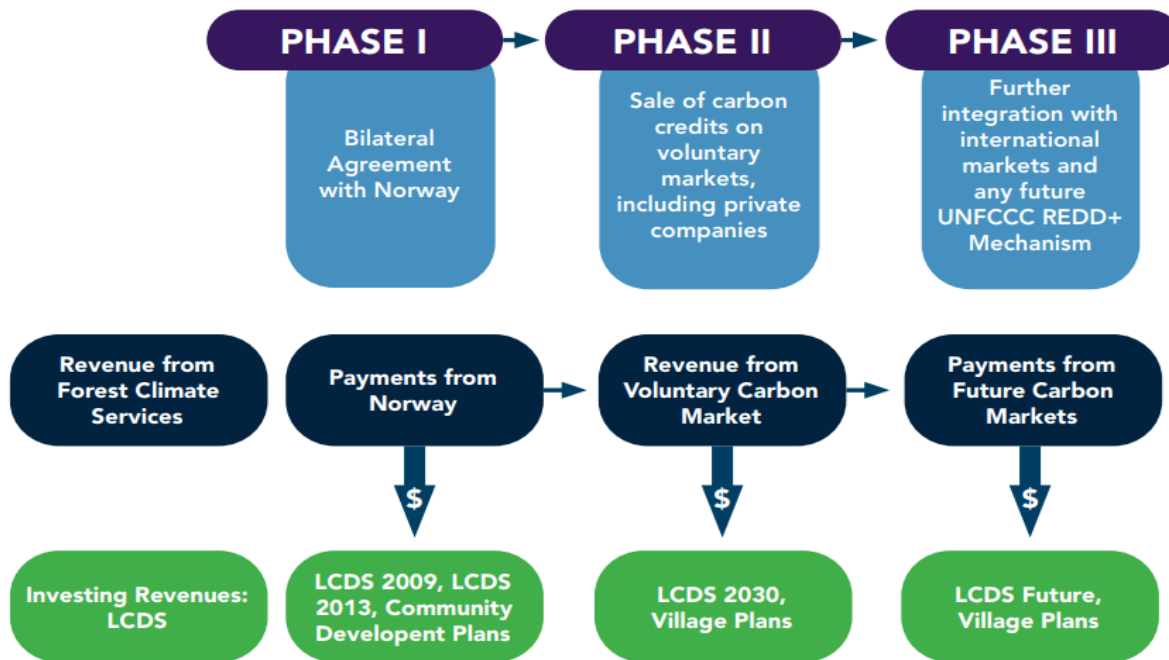 PHASE I
PHASE II
PHASE III
Bilateral
Agreement
with Norway
Sale of carbon
credits on
voluntary
markets,
including private
companies
Further
integration with
international
markets and
any future
UNFCCC REDD+
Mechanism
Revenue from
Forest Climate
Services
Payments from
Norway
Revenue from
Voluntary Carbon
Market
Payments from
Future Carbon
Markets
$
$
$
Investing Revenues:
LCDS
LCDS 2009, LCDS
2013, Community
Developent Plans
LCDS 2030,
Village Plans
LCDS Future,
Village Plans